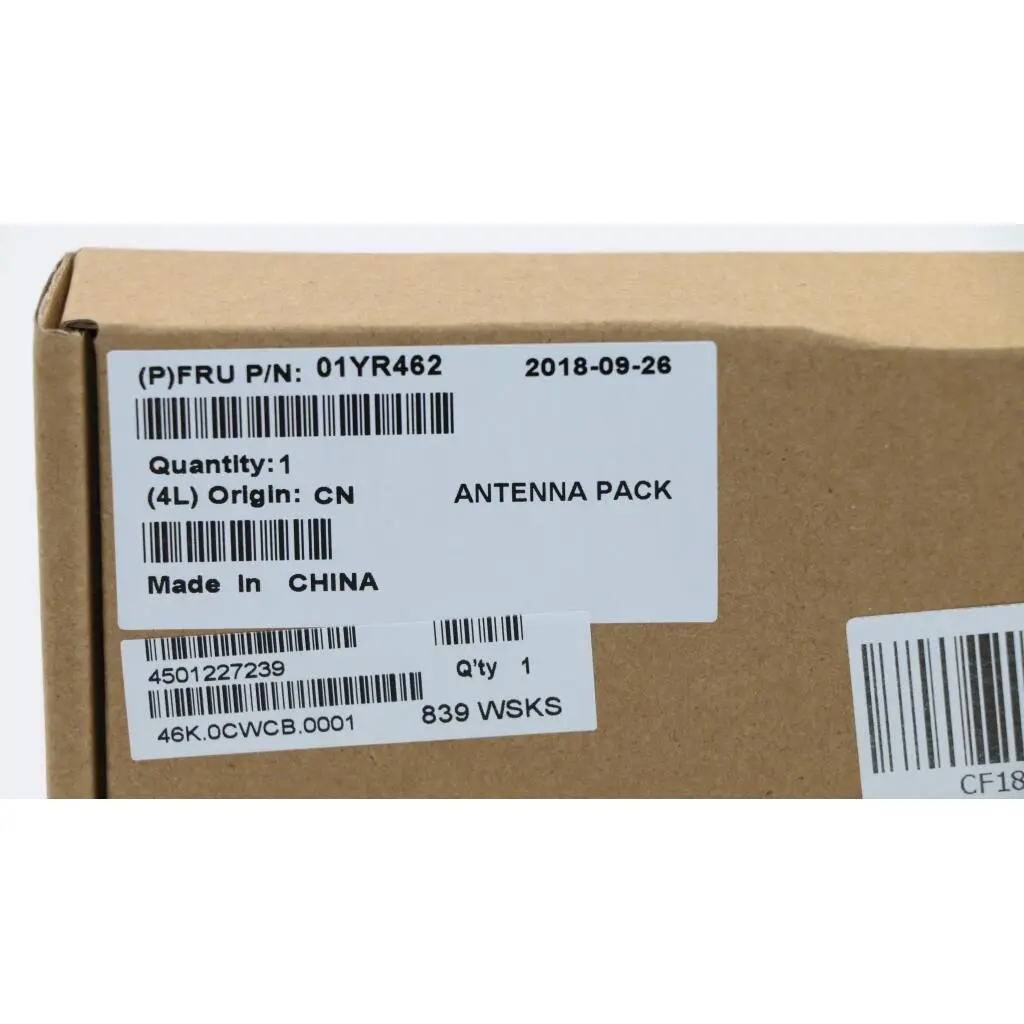 (P)FRU P/N: 01YR462 2018-09-26
Quantity: 1
(4L) Origin: CN ANTENNA PACK
Made In CHINA
4501227239 Q'ty 1
46K.0CWCB.0001 839 WSKS
CF18